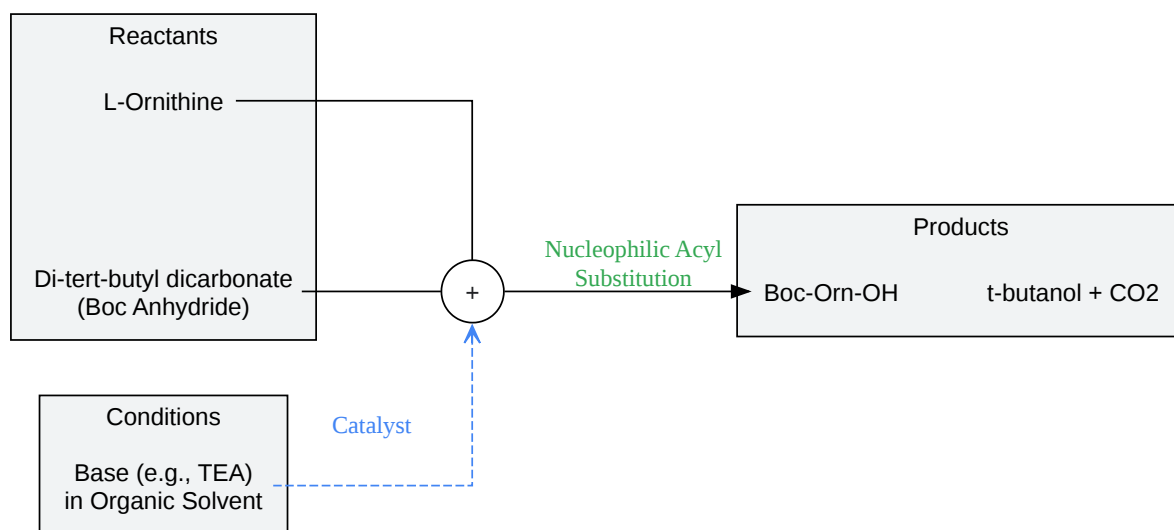 Reactants
L-Ornithine
Di-tert-butyl dicarbonate
(Boc Anhydride)
+
Nucleophilic Acyl
Substitution
Products
Boc-Orn-OH
t-butanol + CO2
Conditions
Base (e.g., TEA)
in Organic Solvent
Catalyst